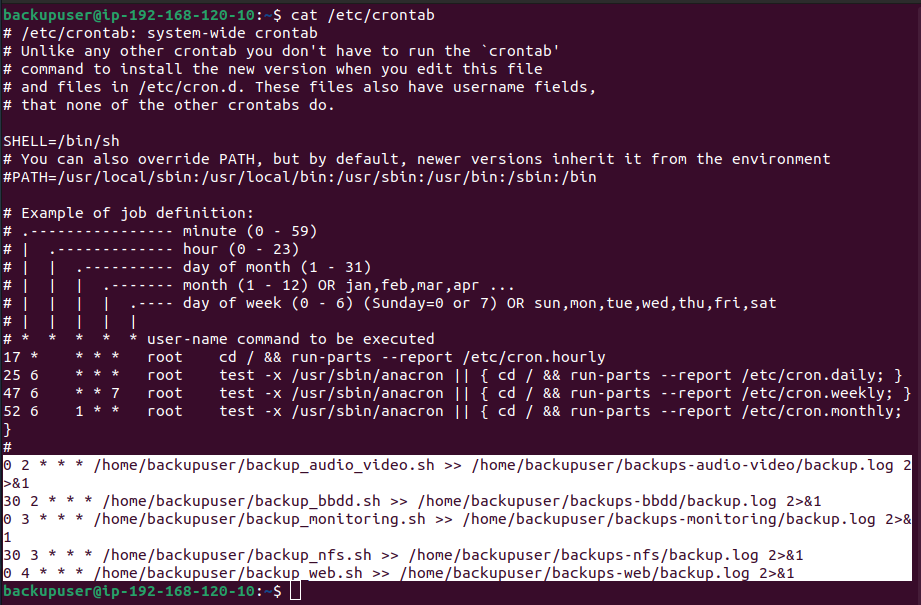 backupuser@ip-192-168-120-10:~$ cat /etc/crontab
# /etc/crontab: system-wide crontab
# Unlike any other crontab you don't have to run the `crontab'
# command to install the new version when you edit this file
# and files in /etc/cron.d. These files also have username fields,
# that none of the other crontabs do.

SHELL=/bin/sh
# You can also override PATH, but by default, newer versions inherit it from the environment
#PATH=/usr/local/sbin:/usr/local/bin:/usr/sbin:/usr/bin:/sbin:/bin

# Example of job definition:
# .---------------- minute (0 - 59)
# |  .------------- hour (0 - 23)
# |  |  .---------- day of month (1 - 31)
# |  |  |  .------- month (1 - 12) OR jan,feb,mar,apr ...
# |  |  |  |  .---- day of week (0 - 6) (Sunday=0 or 7) OR sun,mon,tue,wed,thu,fri,sat
# |  |  |  |  |
# *  *  *  *  * user-name command to be executed
17 *    * * *   root    cd / && run-parts --report /etc/cron.hourly
25 6    * * *   root    test -x /usr/sbin/anacron || { cd / && run-parts --report /etc/cron.daily; }
47 6    * * 7   root    test -x /usr/sbin/anacron || { cd / && run-parts --report /etc/cron.weekly; }
52 6    1 * *   root    test -x /usr/sbin/anacron || { cd / && run-parts --report /etc/cron.monthly;
}
#
0 2 * * * /home/backupuser/backup_audio_video.sh >> /home/backupuser/backups-audio-video/backup.log 2
>&1
30 2 * * * /home/backupuser/backup_bbdd.sh >> /home/backupuser/backups-bbdd/backup.log 2>&1
0 3 * * * /home/backupuser/backup_monitoring.sh >> /home/backupuser/backups-monitoring/backup.log 2>&
1
30 3 * * * /home/backupuser/backup_nfs.sh >> /home/backupuser/backups-nfs/backup.log 2>&1
0 4 * * * /home/backupuser/backup_web.sh >> /home/backupuser/backups-web/backup.log 2>&1
backupuser@ip-192-168-120-10:~$